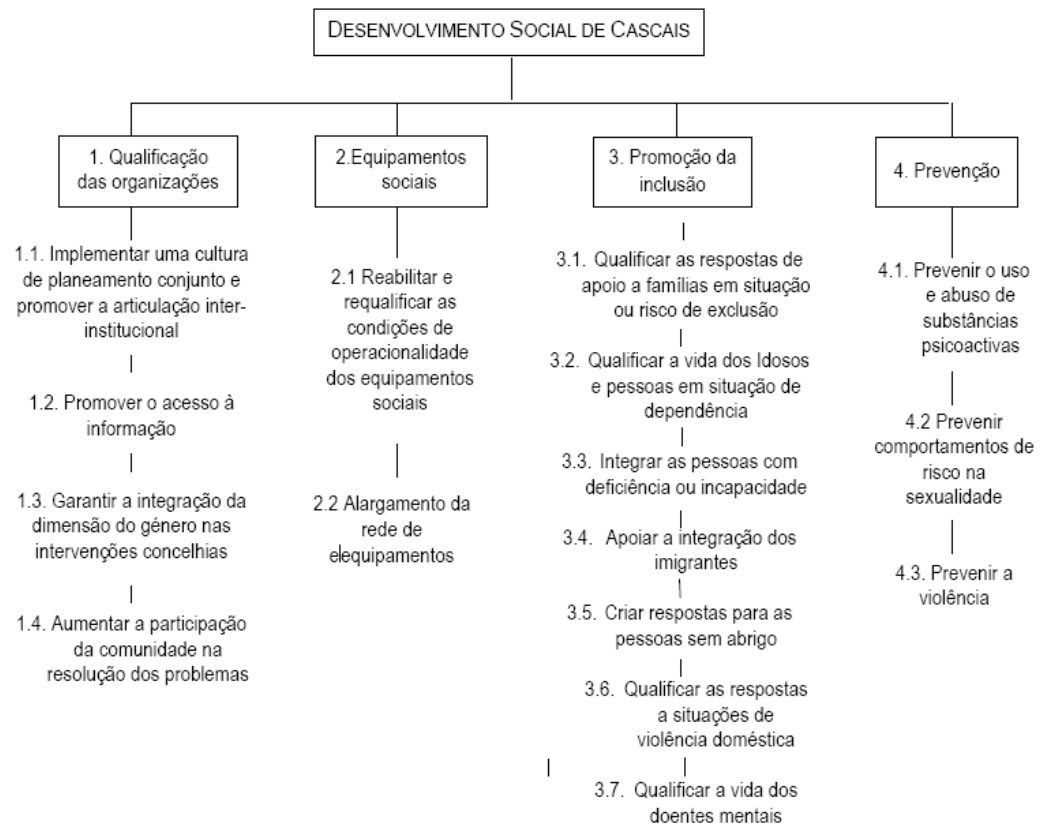 DESENVOLVIMENTO SOCIAL DE CASCAIS
1. Qualificação
das organizações
1.1. Implementar uma cultura
de planeamento conjunto e
promover a articulação inter-
institucional
1.2. Promover o acesso à
informação
1.3. Garantir a integração da
dimensão do género nas
intervenções concelhias
1.4. Aumentar a participação
da comunidade na
resolução dos problemas
2.Equipamentos
sociais
2.1 Reabilitar e
requalificar as
condições de
operacionalidade
dos equipamentos
sociais
2.2 Alargamento da
rede de
elequipamentos
3. Promoção da
inclusão
3.1. Qualificar as respostas de
apoio a famílias em situação
ou risco de exclusão
3.2. Qualificar a vida dos Idosos
e pessoas em situação de
dependência
3.3. Integrar as pessoas com
deficiência ou incapacidade
3.4. Apoiar a integração dos
imigrantes
3.5. Criar respostas para as
pessoas sem abrigo
3.6. Qualificar as respostas
a situações de
violência doméstica
3.7. Qualificar a vida dos
doentes mentais
4. Prevenção
4.1. Prevenir o uso
e abuso de
substâncias
psicoactivas
4.2 Prevenir
comportamentos de
risco na
sexualidade
4.3. Prevenir a
violência